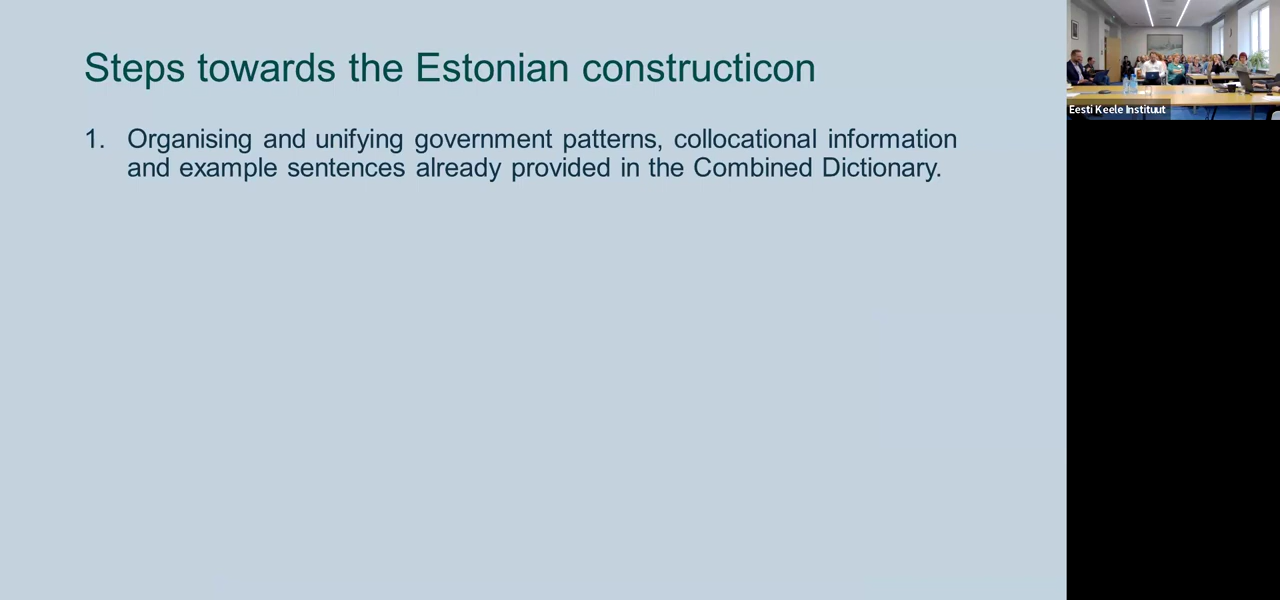 Steps towards the Estonian constructicon
1. Organising and unifying government patterns, collocational information
and example sentences already provided in the Combined Dictionary.
Eesti Keele Instituut